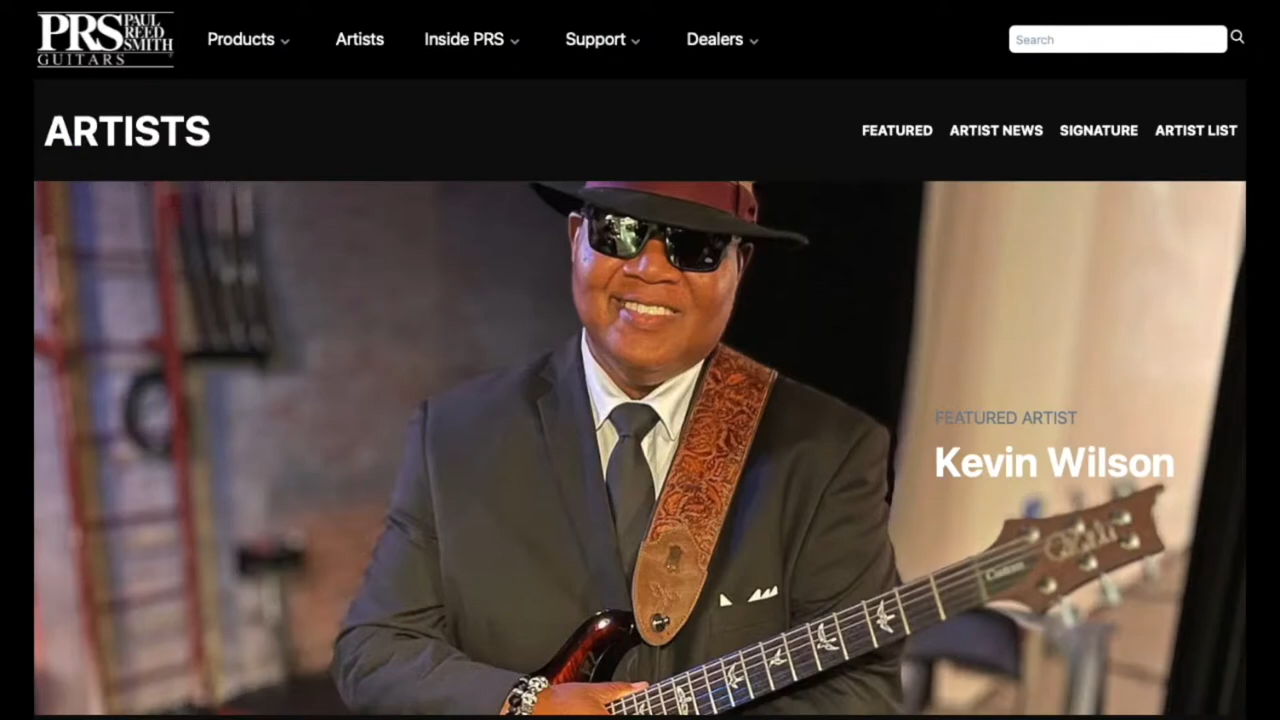 PRS PAUL REED SMITH
GUITARS
Products
Artists
Inside PRS
Support
Dealers
Search
ARTISTS
FEATURED
ARTIST NEWS
SIGNATURE
ARTIST LIST
FEATURED ARTIST
Kevin Wilson
Custom